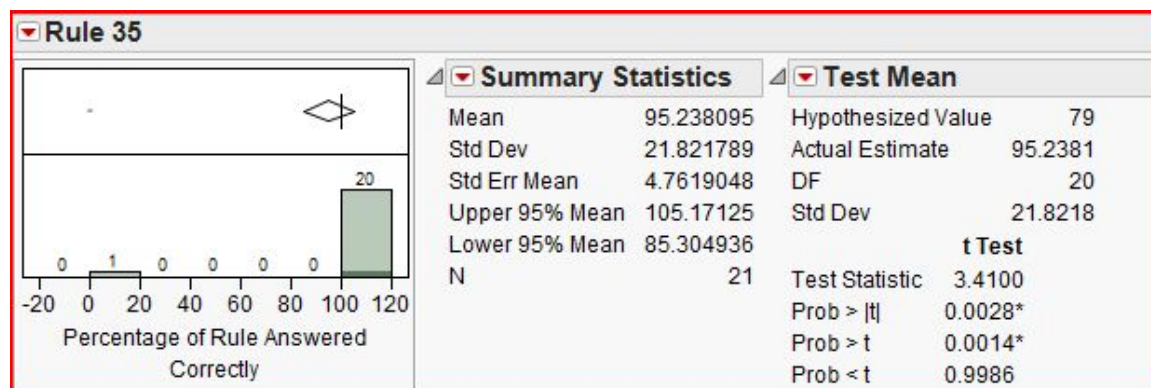 Rule 35
20
0 1 0 0 0 0
-20 0 20 40 60 80 100 120
Percentage of Rule Answered
Correctly
Summary Statistics
Mean 95.238095
Std Dev 21.821789
Std Err Mean 4.7619048
Upper 95% Mean 105.17125
Lower 95% Mean 85.304936
N 21
Test Mean
Hypothesized Value 79
Actual Estimate 95.2381
DF 20
Std Dev 21.8218
t Test
Test Statistic 3.4100
Prob > |t| 0.0028*
Prob > t 0.0014*
Prob < t 0.9986